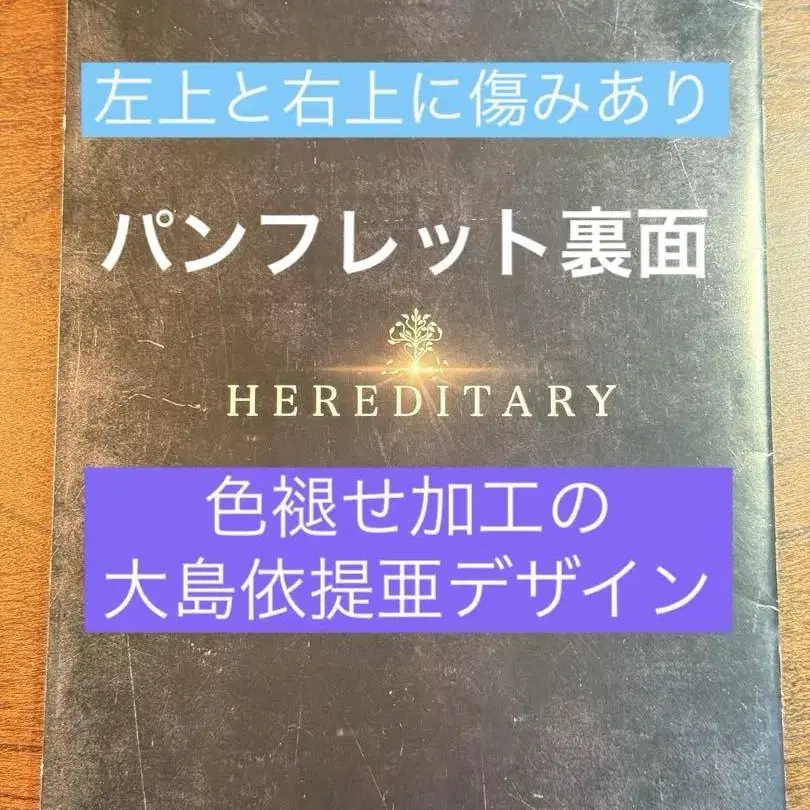 左上と右上に傷みあり
パンフレット裏面
HEREDITARY
色褪せ加工の
大島依提亜デザイン